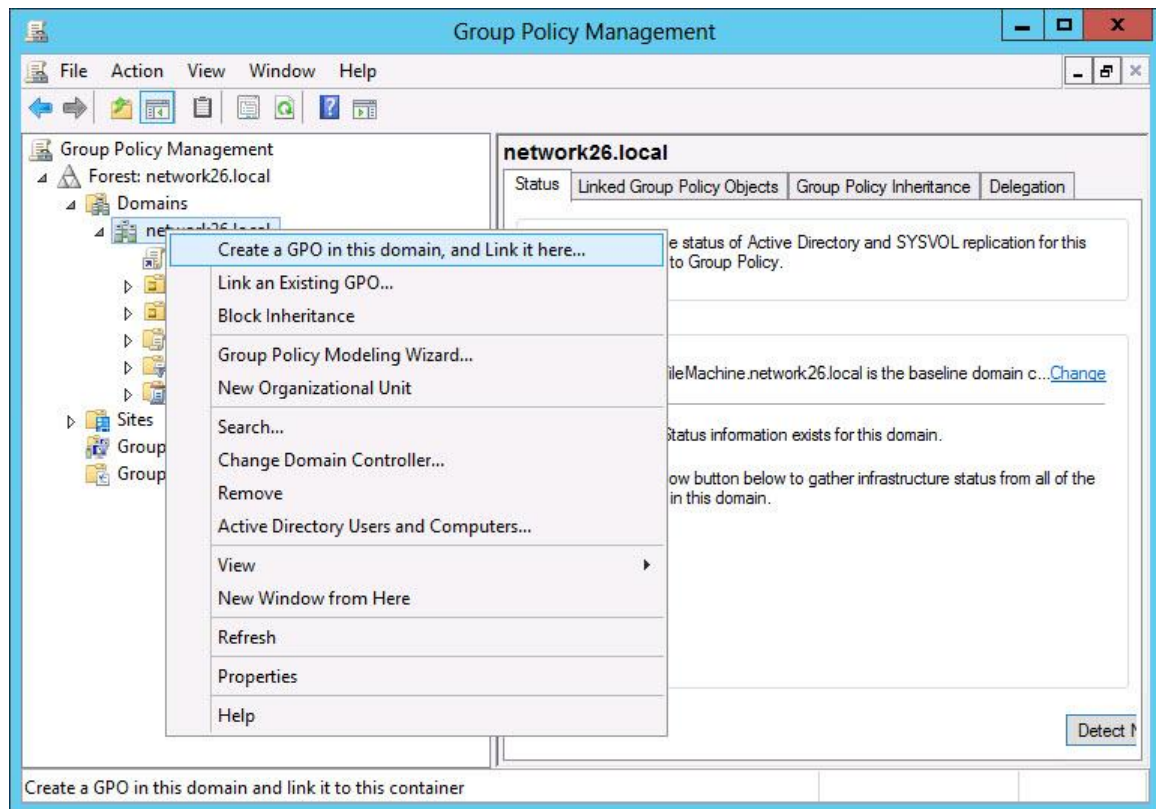 Group Policy Management
File Action View Window Help
Group Policy Management
Forest: network26.local
Domains
Sites
Group
Group
Create a GPO in this domain, and Link it here...
Link an Existing GPO...
Block Inheritance
Group Policy Modeling Wizard...
New Organizational Unit
Search...
Change Domain Controller...
Remove
Active Directory Users and Computers...
View
New Window from Here
Refresh
Properties
Help
network26.local
Status Linked Group Policy Objects Group Policy Inheritance Delegation
e status of Active Directory and SYSVOL replication for this
to Group Policy.
ileMachine.network26.local is the baseline domain c...Change
Status information exists for this domain.
ow button below to gather infrastructure status from all of the
in this domain.
Detect N
Create a GPO in this domain and link it to this container